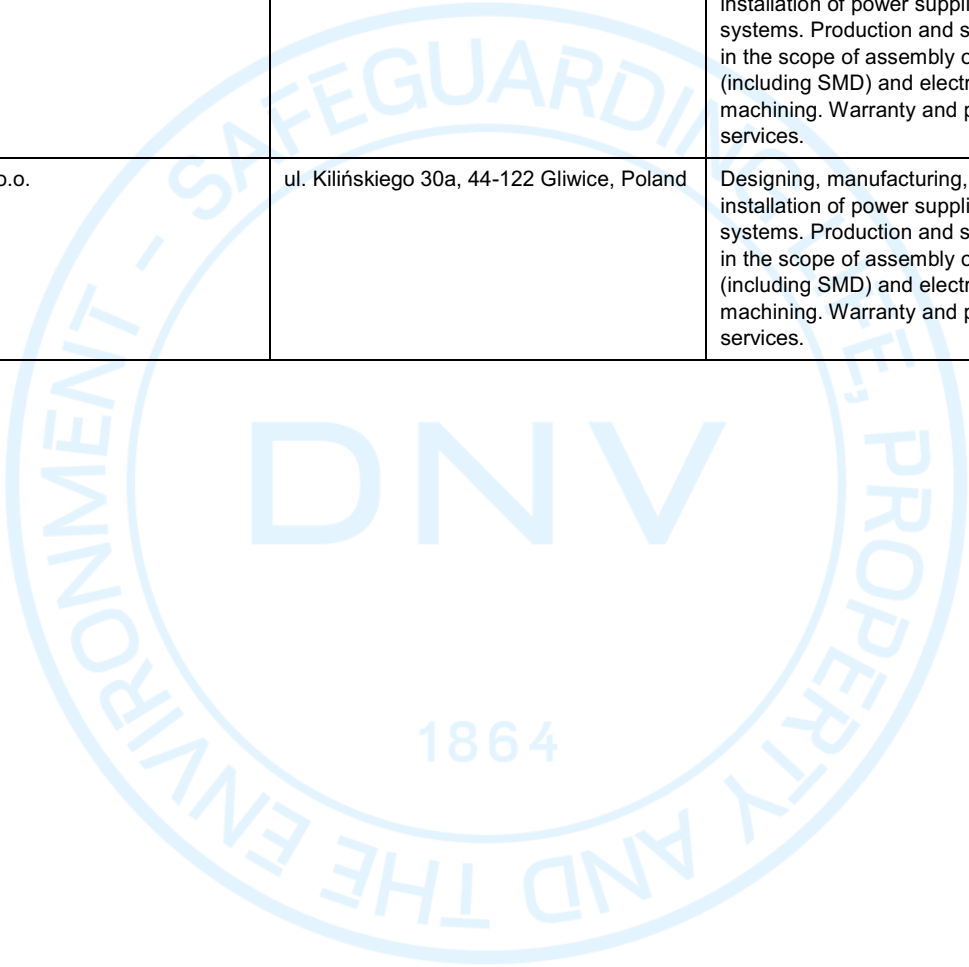 installation of power suppli
systems. Production and s
in the scope of assembly o
(including SMD) and electr
machining. Warranty and p
services.
o.o.
ul. Kilińskiego 30a, 44-122 Gliwice, Poland
Designing, manufacturing,
installation of power suppli
systems. Production and s
in the scope of assembly o
(including SMD) and electr
machining. Warranty and p
services.
SAFEGUARDING LIFE, PROPERTY AND THE ENVIRONMENT -
DNV
1864